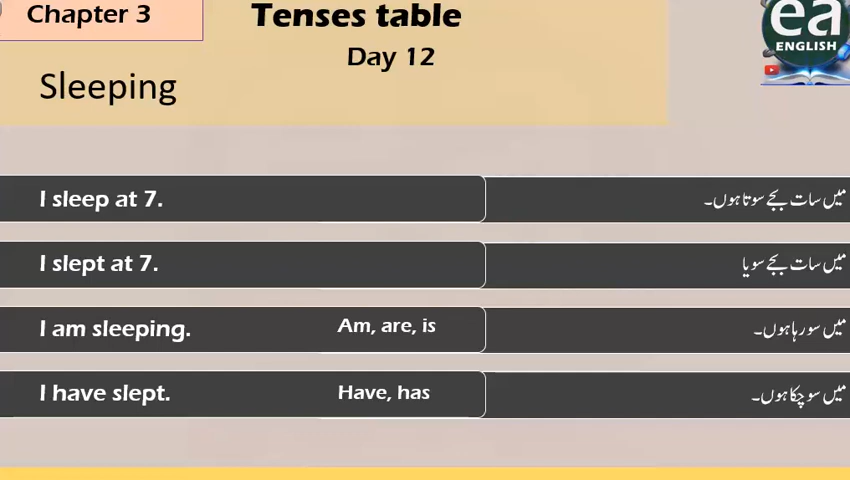 Chapter 3
Tenses table
ea
ENGLISH
Day 12
Sleeping
I sleep at 7.
میں سات بجے سوتا ہوں۔
I slept at 7.
میں سات بجے سویا
I am sleeping.
Am, are, is
میں سو رہا ہوں۔
I have slept.
Have, has
میں سو چکا ہوں۔